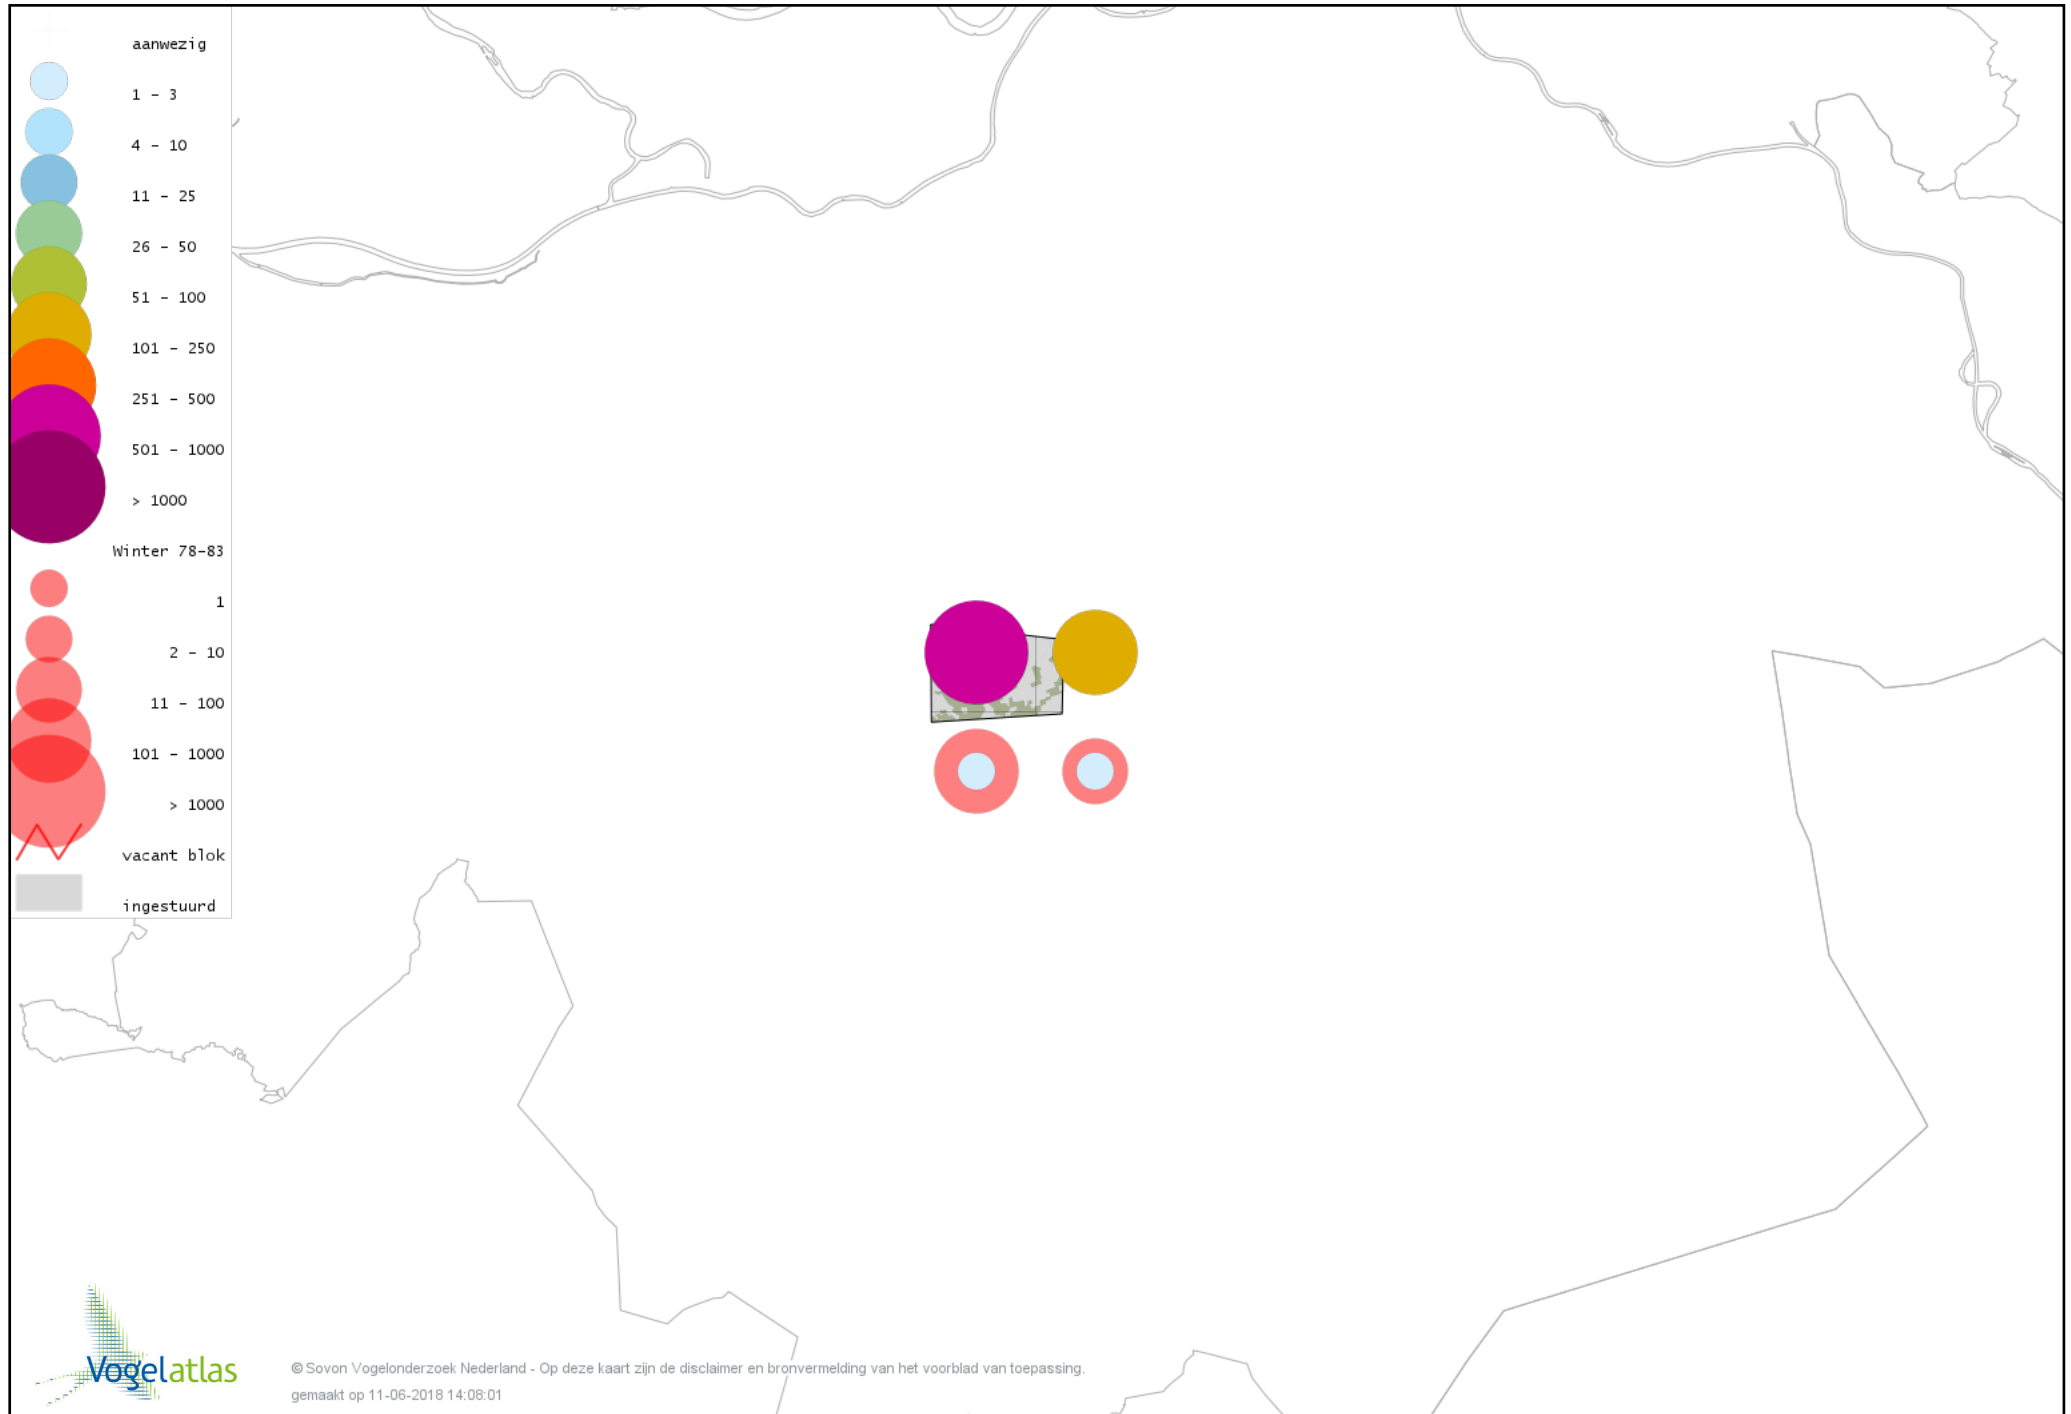 aanwezig
1 - 3
4 - 10
11 - 25
26 - 50
51 - 100
101 - 250
251 - 500
501 - 1000
> 1000
Winter 78-83
1
2 - 10
11 - 100
101 - 1000
> 1000
vacant blok
ingestuurd
Vogelatlas
© Sovon Vogelonderzoek Nederland - Op deze kaart zijn de disclaimer en bronvermelding van het voorblad van toepassing.
gemaakt op 11-06-2018 14:08:01